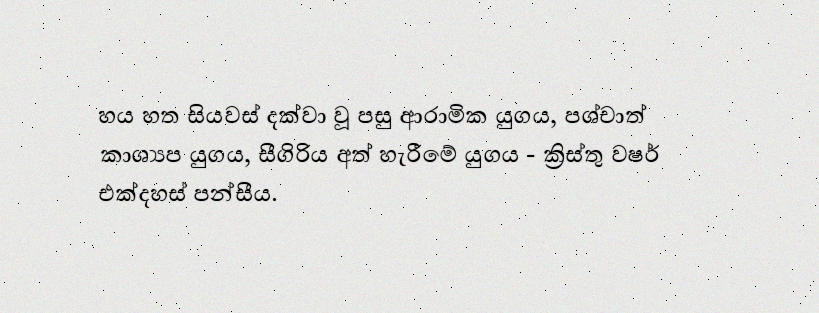 හය හත සියවස් දක්වා වූ පසු ආරාමික යුගය, පශ්චාත්
කාශ්‍යප යුගය, සීගිරිය අත් හැරීමේ යුගය - ක්‍රිස්තු වෂර්
එක්දහස් පන්සීය.